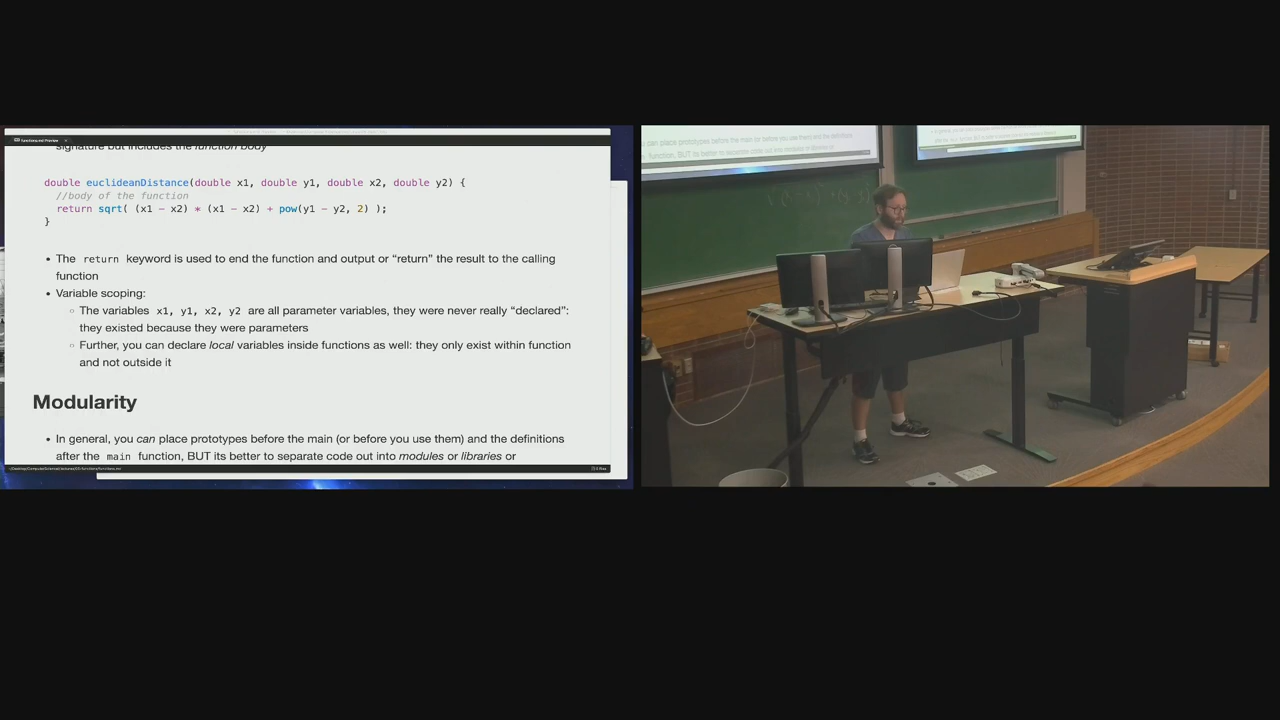 Functions.md Preview
signature but includes the function body
double euclideanDistance(double x1, double y1, double x2, double y2) {
//body of the function
return sqrt( (x1 − x2) * (x1 − x2) + pow(y1 − y2, 2) );
}
• The return keyword is used to end the function and output or “return” the result to the calling
function
• Variable scoping:
◦ The variables x1, y1, x2, y2 are all parameter variables, they were never really “declared”:
they existed because they were parameters
◦ Further, you can declare local variables inside functions as well: they only exist within function
and not outside it
Modularity
• In general, you can place prototypes before the main (or before you use them) and the definitions
after the main function, BUT its better to separate code out into modules or libraries or